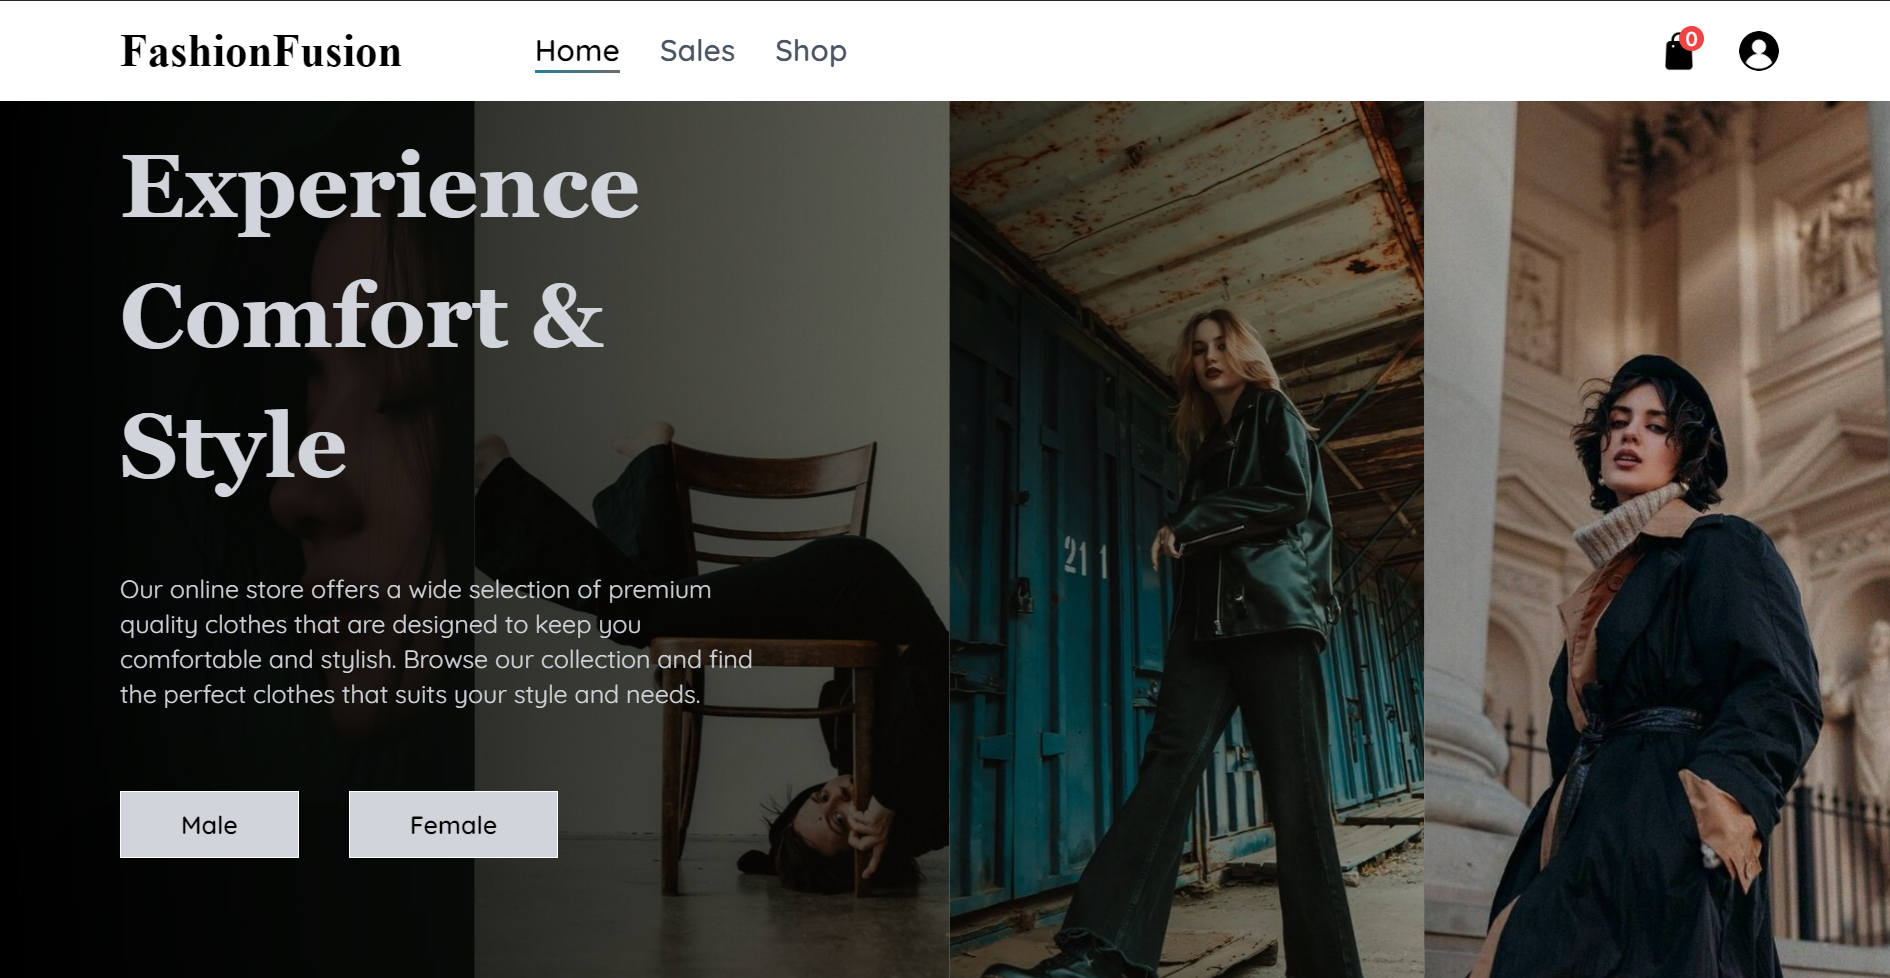 FashionFusion
Home Sales Shop
0
Experience
Comfort &
Style
Our online store offers a wide selection of premium
quality clothes that are designed to keep you
comfortable and stylish. Browse our collection and find
the perfect clothes that suits your style and needs.
Male Female
21 1